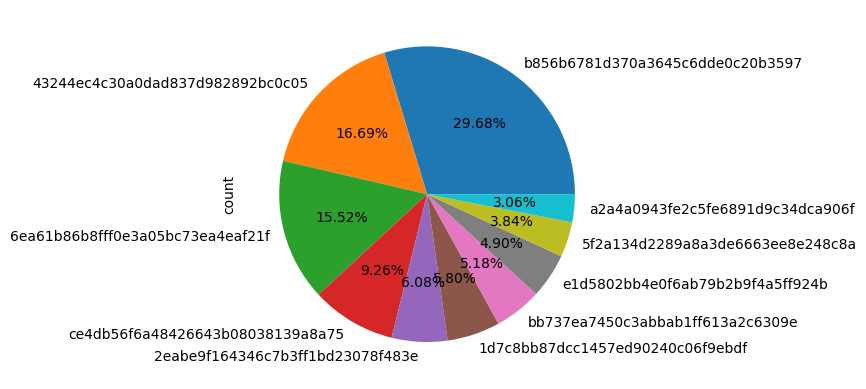 b856b6781d370a3645c6dde0c20b3597
43244ec4c30a0dad837d982892bc0c05
29.68%
16.69%
count
15.52%
3.06%
a2a4a0943fe2c5fe6891d9c34dca906f
3.84%
6ea61b86b8fff0e3a05bc73ea4eaf21f
4.90%
5f2a134d2289a8a3de6663ee8e248c8a
5.18%
9.26%
5.80%
6.08%
e1d5802bb4e0f6ab79b2b9f4a5ff924b
bb737ea7450c3abbab1ff613a2c6309e
ce4db56f6a48426643b08038139a8a75
1d7c8bb87dcc1457ed90240c06f9ebdf
2eabe9f164346c7b3ff1bd23078f483e